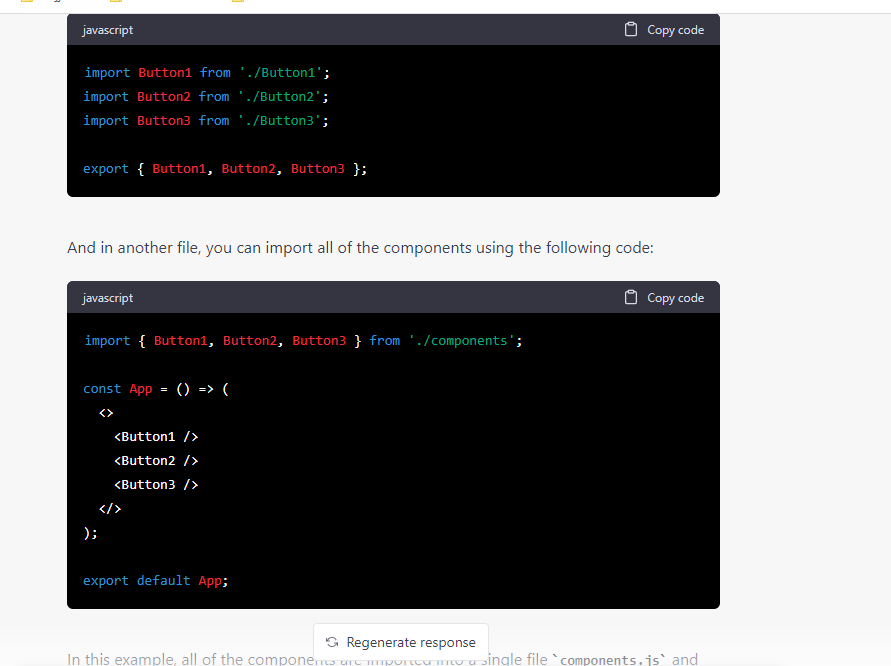 javascript
Copy code
import Button1 from './Button1';
import Button2 from './Button2';
import Button3 from './Button3';
export { Button1, Button2, Button3 };
And in another file, you can import all of the components using the following code:
javascript
Copy code
import { Button1, Button2, Button3 } from './components';
const App = () => (
<>
<Button1 />
<Button2 />
<Button3 />
</>
);
export default App;
Regenerate response
In this example, all of the components are imported into a single file `components.js` and